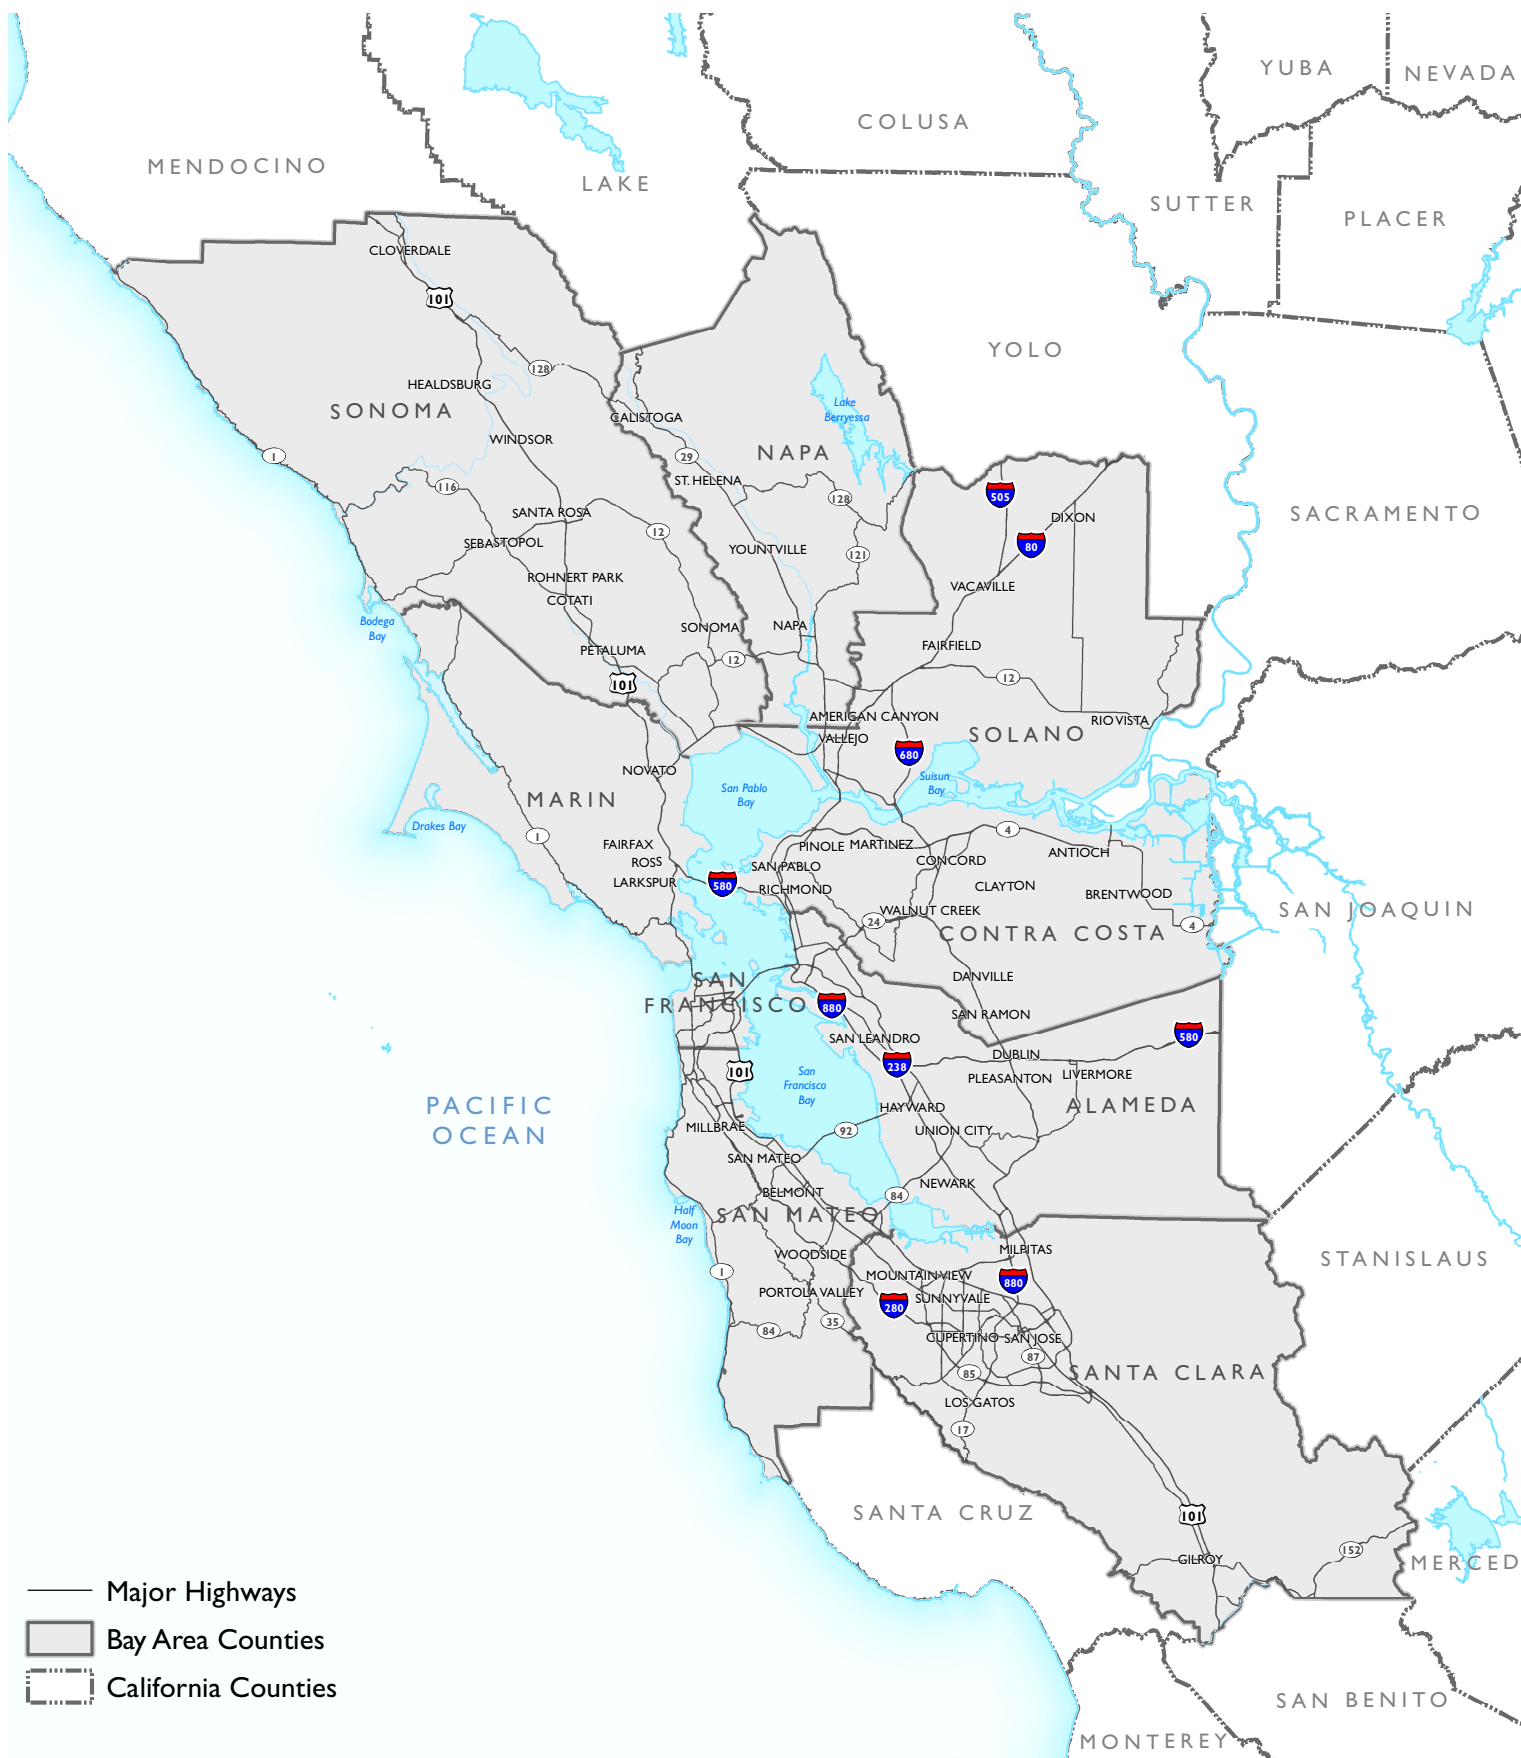 YUBA
NEVADA
COLUSA
MENDOCINO
LAKE
SUTTER
PLACER
CLOVERDALE
101
YOLO
128
HEALDSBURG
SONOMA
CALISTOGA
Lake
Berryessa
WINDSOR
NAPA
1
29
116
ST. HELENA
128
505
SANTA ROSA
DIXON
SACRAMENTO
12
SEBASTOPOL
YOUNTVILLE
121
80
ROHNERT PARK
VACAVILLE
COTATI
Bodega
Bay
SONOMA
NAPA
PETALUMA
FAIRFIELD
12
12
101
AMERICAN CANYON
RIO VISTA
VALLEJO
SOLANO
680
NOVATO
Suisun
Bay
San Pablo
Bay
MARIN
Drakes Bay
1
4
FAIRFAX
PINOLE
MARTINEZ
ROSS
SAN PABLO
CONCORD
ANTIOCH
LARKSPUR
580
RICHMOND
CLAYTON
BRENTWOOD
24
WALNUT CREEK
4
SAN JOAQUIN
CONTRA COSTA
SAN
FRANCISCO
DANVILLE
880
SAN RAMON
SAN LEANDRO
580
DUBLIN
238
101
San
Francisco
Bay
PLEASANTON
LIVERMORE
PACIFIC
OCEAN
HAYWARD
ALAMEDA
MILLBRAE
92
UNION CITY
SAN MATEO
BELMONT
84
NEWARK
Half
Moon
Bay
SAN MATEO
WOODSIDE
MILPITAS
STANISLAUS
1
MOUNTAIN VIEW
880
PORTOLA VALLEY
280
SUNNYVALE
84
35
CUPERTINO
SAN JOSE
87
85
SANTA CLARA
LOS GATOS
17
SANTA CRUZ
101
152
GILROY
MERCED
Major Highways
Bay Area Counties
California Counties
SAN BENITO
MONTEREY